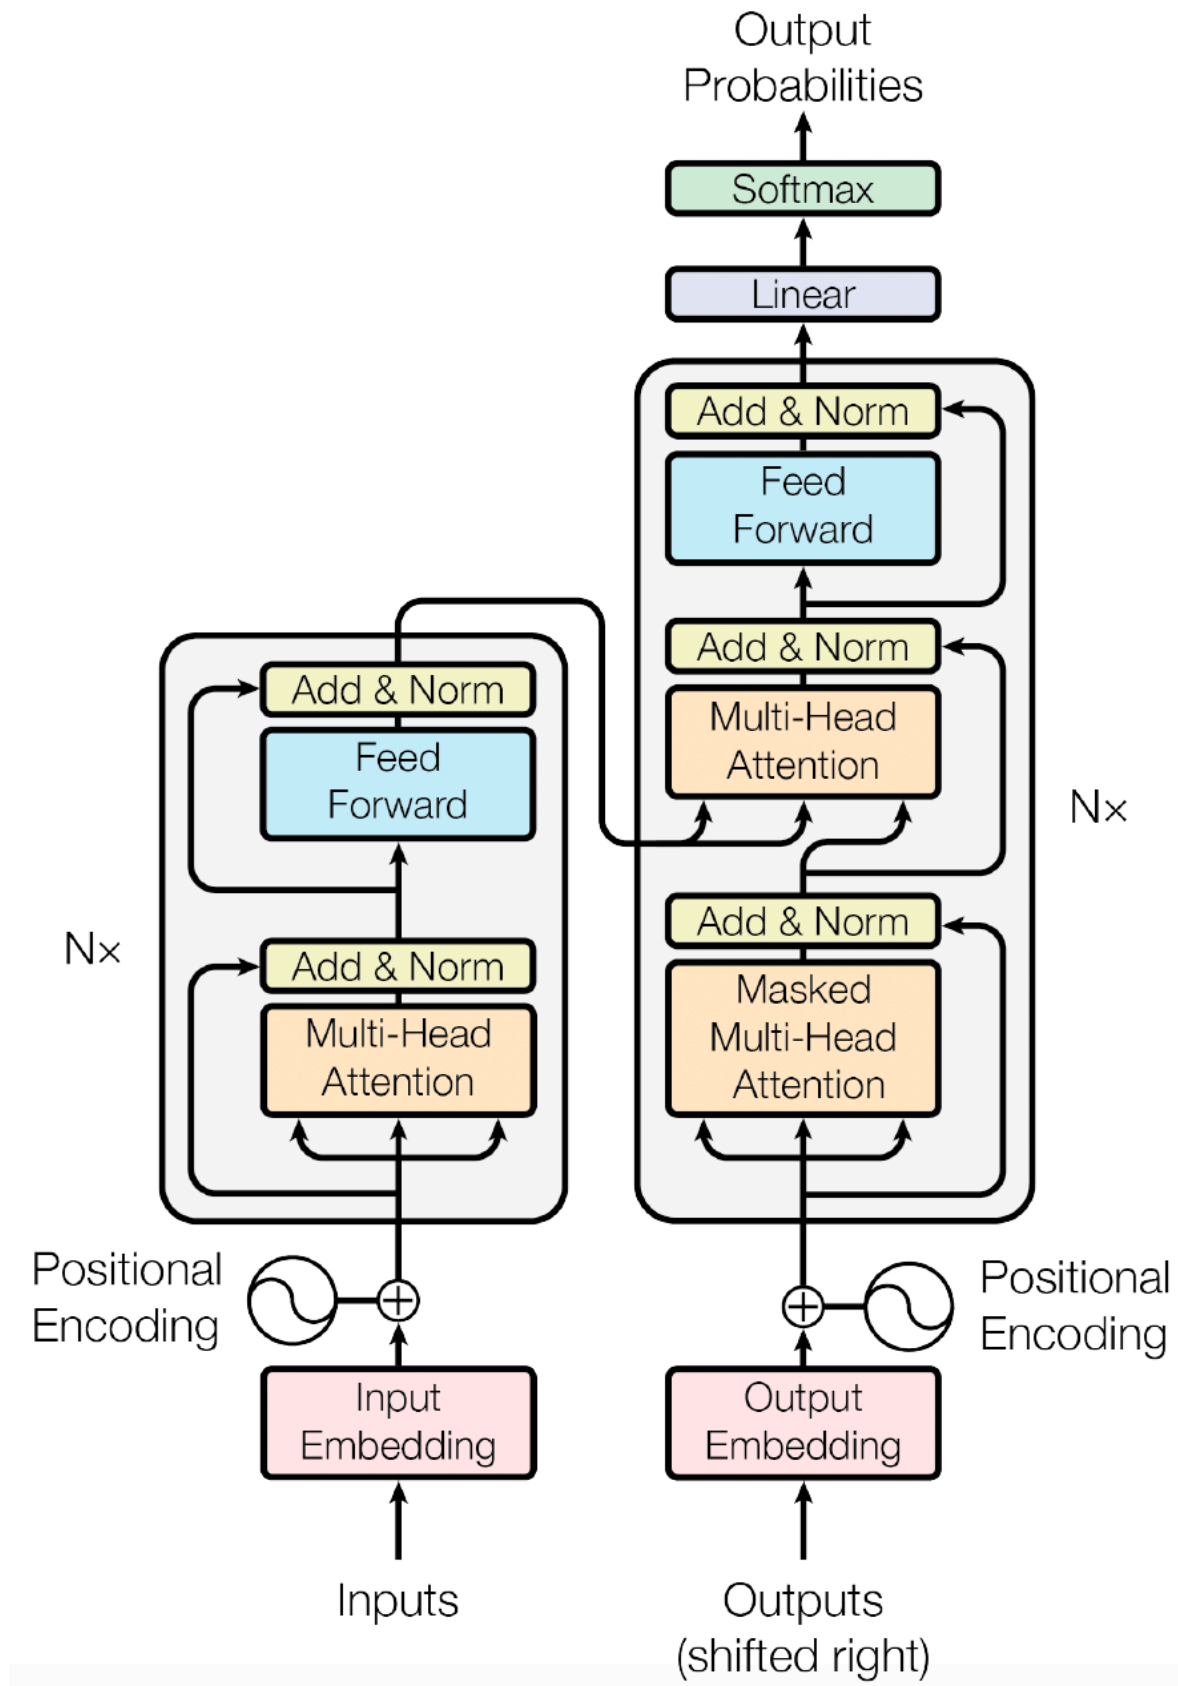 Output
Probabilities
Softmax
Linear
Add & Norm
Feed
Forward
Add & Norm
Multi-Head
Attention
Nx
Add & Norm
Masked
Multi-Head
Attention
Add & Norm
Feed
Forward
Nx
Add & Norm
Multi-Head
Attention
Positional
Encoding
Positional
Encoding
Input
Embedding
Output
Embedding
Inputs
Outputs
(shifted right)